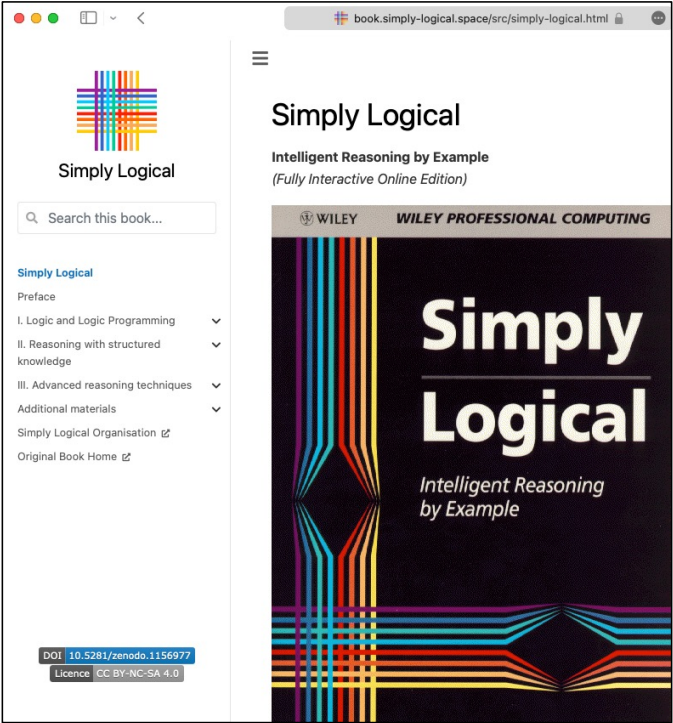 book.simply-logical.space/src/simply-logical.html
Simply Logical
Search this book...
Simply Logical
Preface
I. Logic and Logic Programming
II. Reasoning with structured
knowledge
III. Advanced reasoning techniques
Additional materials
Simply Logical Organisation
Original Book Home
DOI 10.5281/zenodo.1156977
Licence CC BY-NC-SA 4.0
Simply Logical
Intelligent Reasoning by Example
(Fully Interactive Online Edition)
WILEY WILEY PROFESSIONAL COMPUTING
Simply
Logical
Intelligent Reasoning
by Example